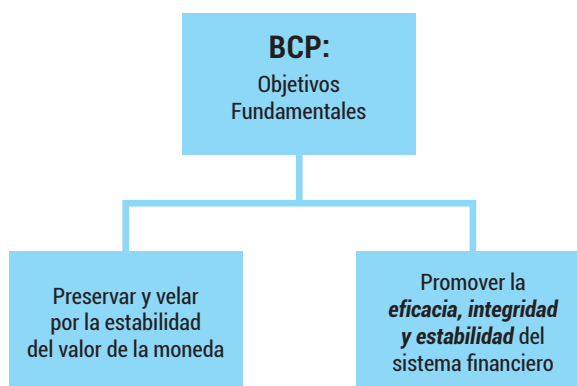 BCP:
Objetivos
Fundamentales
Preservar y velar
por la estabilidad
del valor de la moneda
Promover la
eficacia, integridad
y estabilidad del
sistema financiero